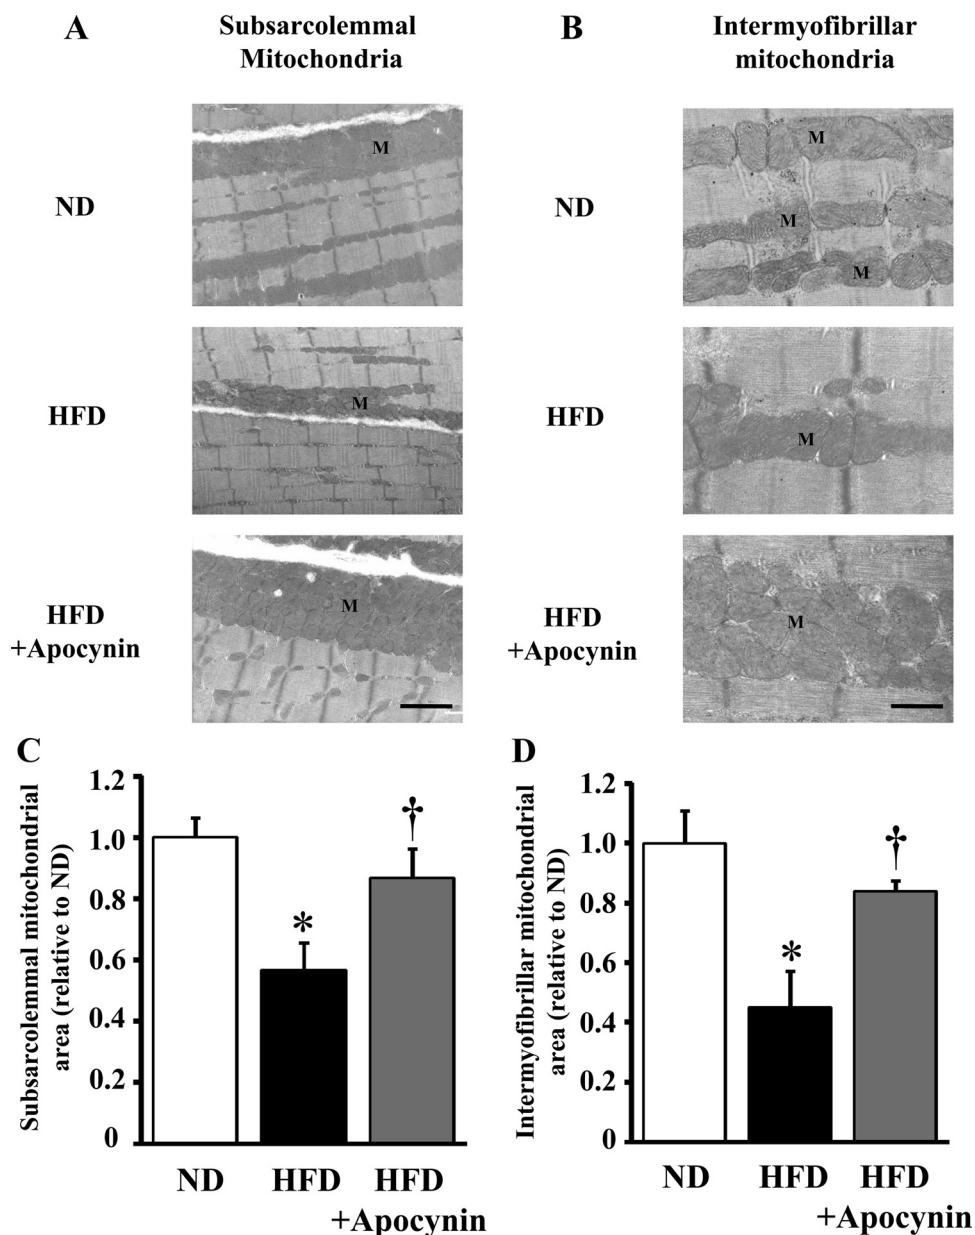 A
Subsarcolemmal
Mitochondria
B
Intermyofibrillar
mitochondria
ND
M
ND
M
M
M
HFD
M
HFD
M
HFD
+Apocynin
M
HFD
+Apocynin
M
C
Subsarcolemmal mitochondrial
area (relative to ND)
1.2
1.0
0.8
0.6
0.4
0.2
0
*
†
ND
HFD
HFD
+Apocynin
D
Intermyofibrillar mitochondrial
area (relative to ND)
1.2
1.0
0.8
0.6
0.4
0.2
0
*
†
ND
HFD
HFD
+Apocynin